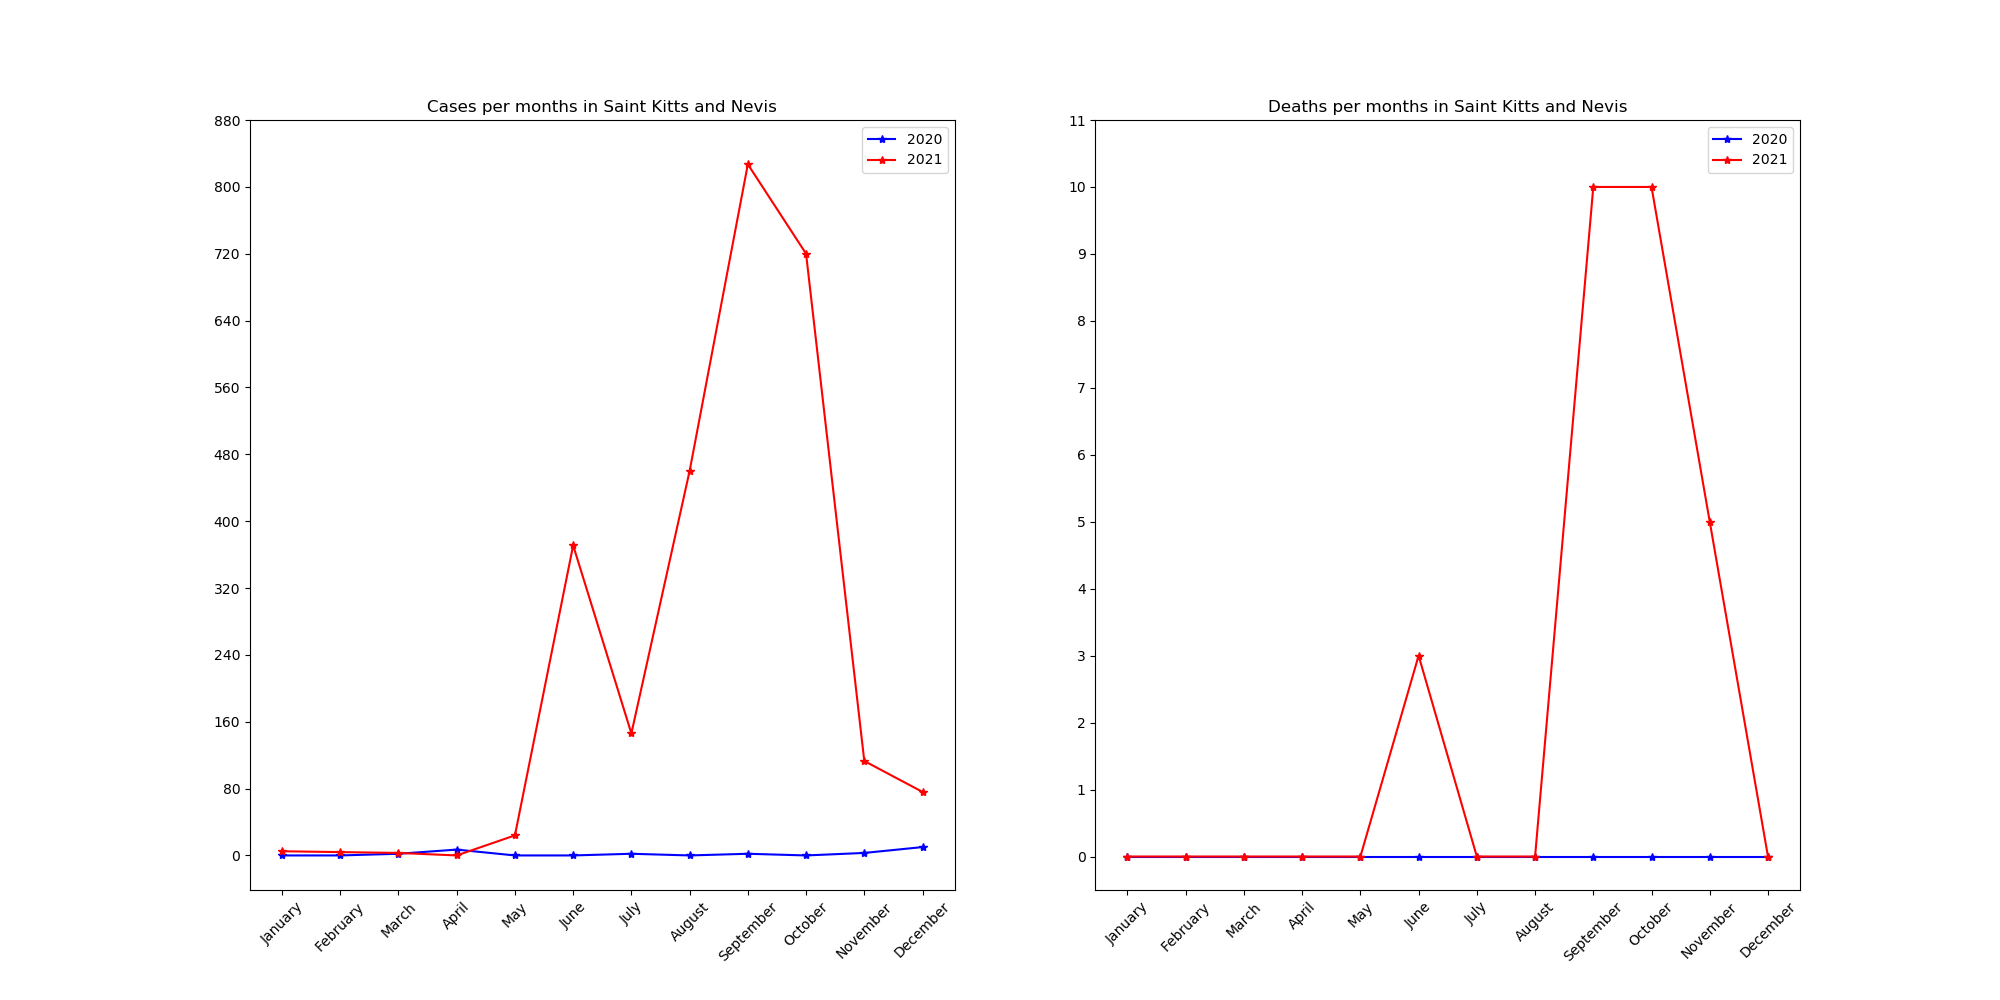 Cases per months in Saint Kitts and Nevis
880
800
720
640
560
480
400
320
240
160
80
0
2020
2021
January
February
March
April
May
June
July
August
September
October
November
December
Deaths per months in Saint Kitts and Nevis
11
10
9
8
7
6
5
4
3
2
1
0
2020
2021
January
February
March
April
May
June
July
August
September
October
November
December